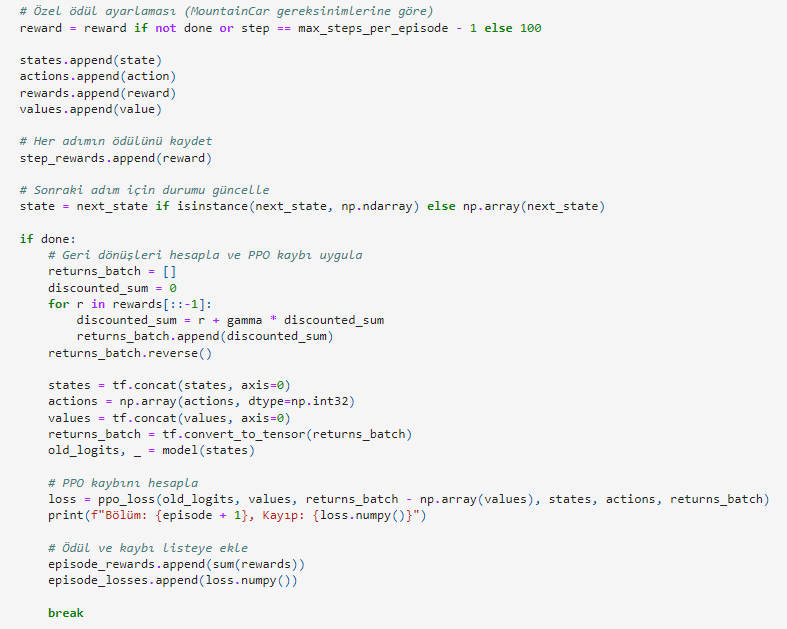 # Özel ödül ayarlaması (MountainCar gereksinimlerine göre)
reward = reward if not done or step == max_steps_per_episode - 1 else 100
states.append(state)
actions.append(action)
rewards.append(reward)
values.append(value)
# Her adımın ödülünü kaydet
step_rewards.append(reward)
# Sonraki adım için durumu güncelle
state = next_state if isinstance(next_state, np.ndarray) else np.array(next_state)
if done:
# Geri dönüşleri hesapla ve PPO kaybı uygula
returns_batch = []
discounted_sum = 0
for r in rewards[::-1]:
discounted_sum = r + gamma * discounted_sum
returns_batch.append(discounted_sum)
returns_batch.reverse()
states = tf.concat(states, axis=0)
actions = np.array(actions, dtype=np.int32)
values = tf.concat(values, axis=0)
returns_batch = tf.convert_to_tensor(returns_batch)
old_logits, _ = model(states)
# PPO kaybını hesapla
loss = ppo_loss(old_logits, values, returns_batch - np.array(values), states, actions, returns_batch)
print(f"Bölüm: {episode + 1}, Kayıp: {loss.numpy()}")
# Ödül ve kaybı listeye ekle
episode_rewards.append(sum(rewards))
episode_losses.append(loss.numpy())
break